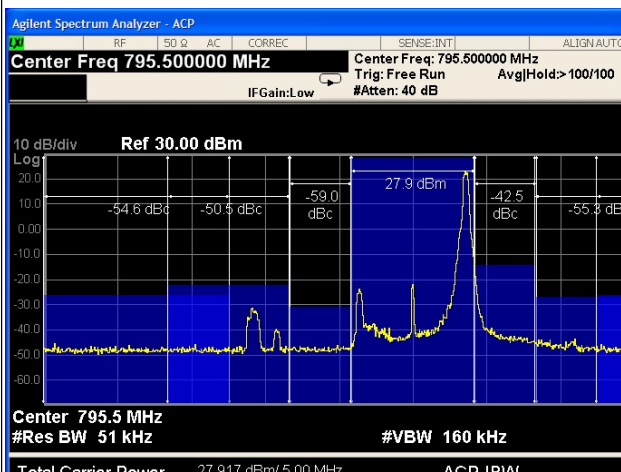 Agilent Spectrum Analyzer - ACP
LXI RF 50 Ω AC CORREC SENSE:INT ALIGN AUTO
Center Freq 795.500000 MHz
Center Freq: 795.500000 MHz
Trig: Free Run Avg|Hold:> 100/100
IFGain:Low #Atten: 40 dB
10 dB/div Ref 30.00 dBm
Log
20.0
10.0
0.00
-10.0
-20.0
-30.0
-40.0
-50.0
-60.0
-54.6 dBc -50.5 dBc -59.0 dBc 27.9 dBm -42.5 dBc -55.3 dB
Center 795.5 MHz
#Res BW 51 kHz #VBW 160 kHz
Total Carrier Power 27.917 dBm/ 5.00 MHz ACP-IBW